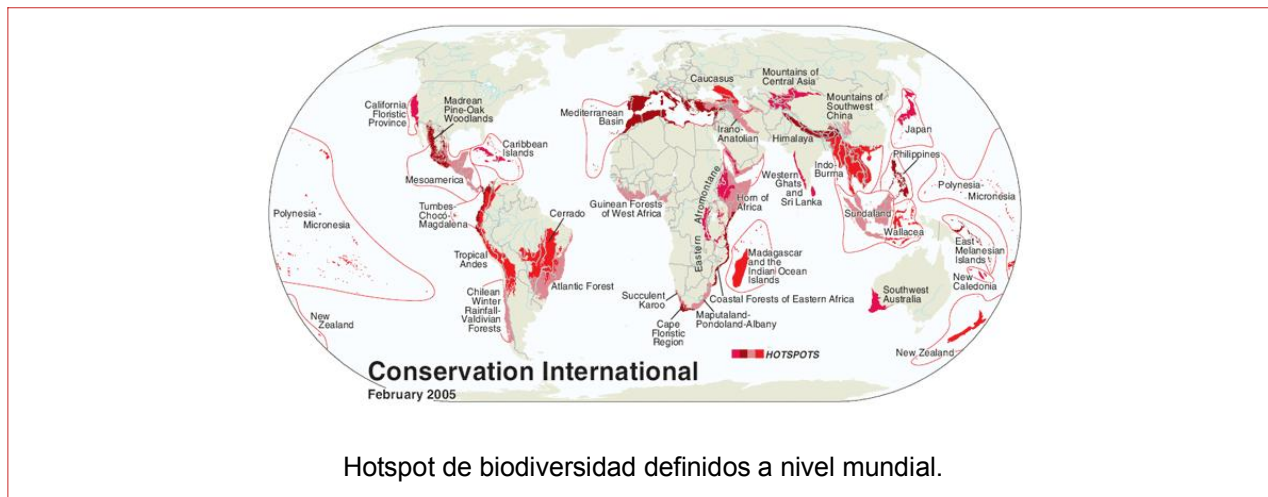 California
Floristic
Province
Madrean
Pine-Oak
Woodlands
Caribbean
Islands
Mesoamerica
Polynesia -
Micronesia
Tumbes-
Chocó-
Magdalena
Tropical
Andes
Cerrado
Atlantic Forest
Chilean
Winter
Rainfall-
Valdivian
Forests
New
Zealand
Mediterranean
Basin
Caucasus
Irano-
Anatolian
Mountains of
Central Asia
Mountains of
Southwest
China
Himalaya
Japan
Indo-
Burma
Philippines
Western
Ghats
and
Sri Lanka
Guinean Forests
of West Africa
Eastern Afromontane
Horn of
Africa
Madagascar
and the
Indian Ocean
Islands
Coastal Forests of Eastern Africa
Succulent
Karoo
Cape
Floristic
Region
Maputaland-
Pondoland-Albany
Sundaland
Wallacea
Polynesia -
Micronesia
East
Melanesian
Islands
New
Caledonia
Southwest
Australia
New Zealand
HOTSPOTS
Conservation International
February 2005
Hotspot de biodiversidad definidos a nivel mundial.